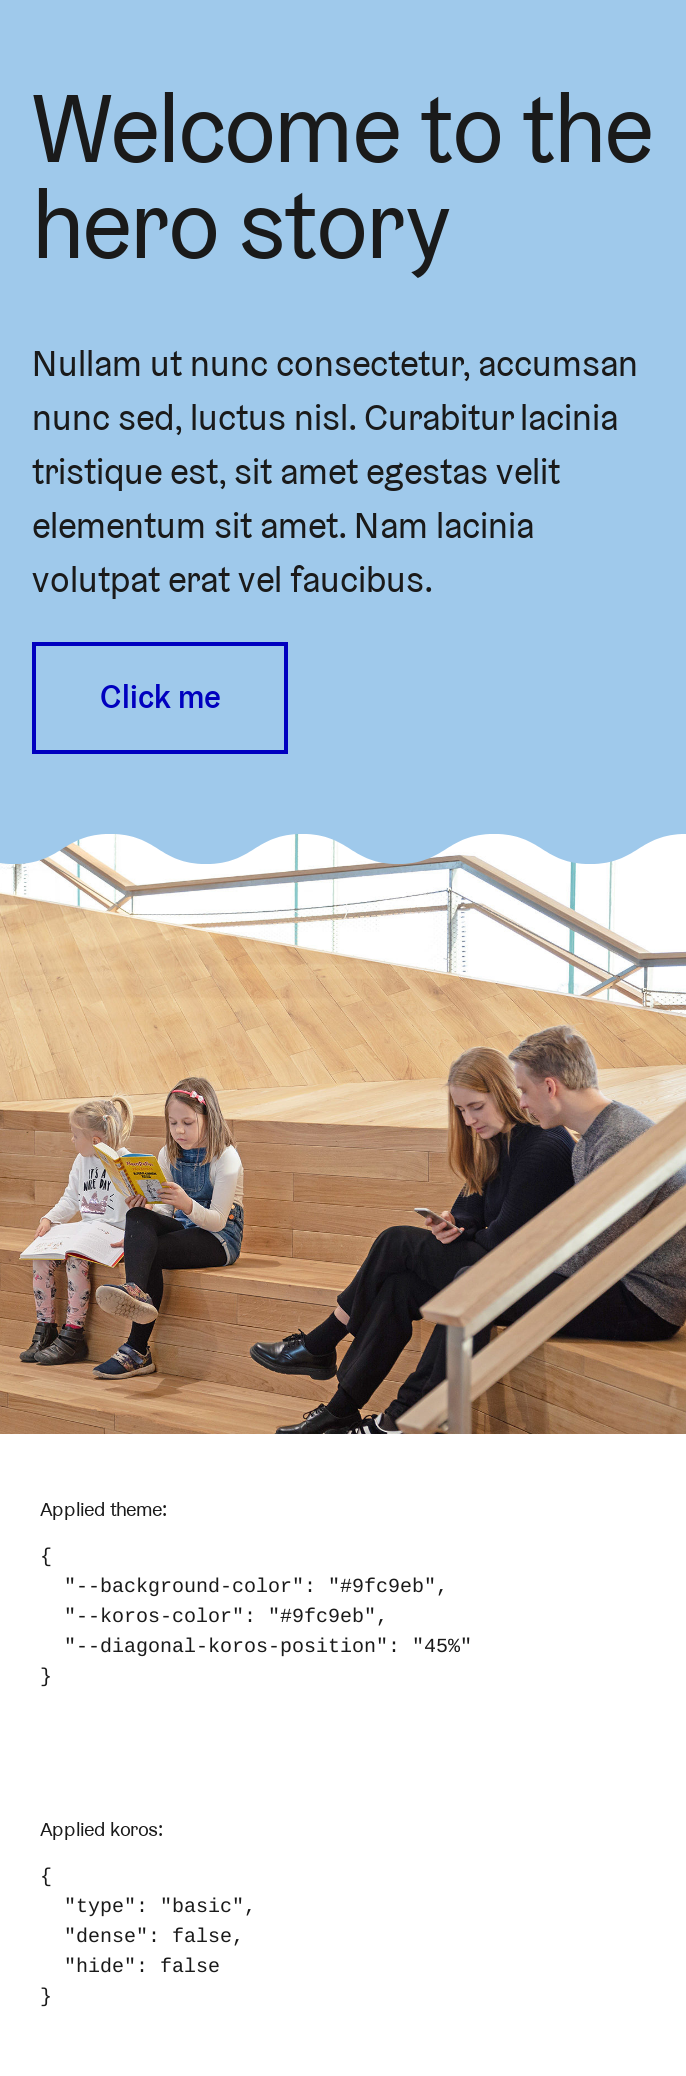 Welcome to the
hero story
Nullam ut nunc consectetur, accumsan
nunc sed, luctus nisl. Curabitur lacinia
tristique est, sit amet egestas velit
elementum sit amet. Nam lacinia
volutpat erat vel faucibus.
Click me
IT'S A
NICE DAY
Applied theme:
{
  "--background-color": "#9fc9eb",
  "--koros-color": "#9fc9eb",
  "--diagonal-koros-position": "45%"
}
Applied koros:
{
  "type": "basic",
  "dense": false,
  "hide": false
}